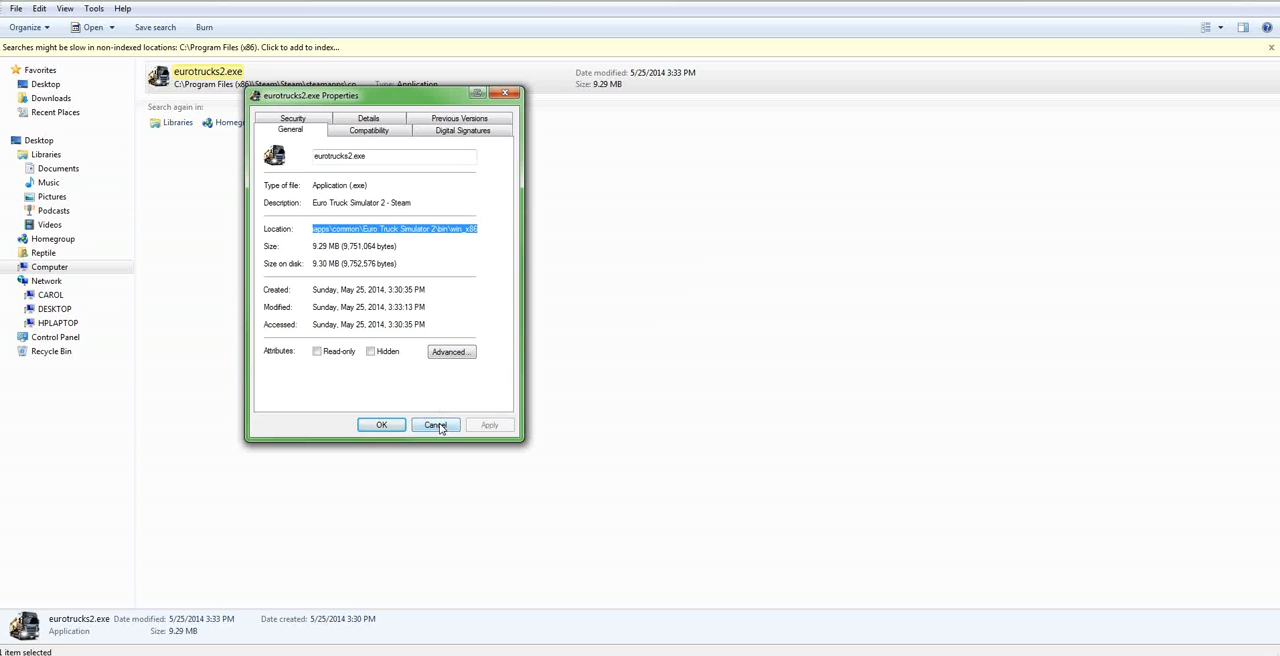 File Edit View Tools Help
Organize Open Save search Burn
Searches might be slow in non-indexed locations: C:\Program Files (x86). Click to add to index...
Favorites
Desktop
Downloads
Recent Places
Desktop
Libraries
Documents
Music
Pictures
Podcasts
Videos
Homegroup
Reptile
Computer
Network
CAROL
DESKTOP
HPLAPTOP
Control Panel
Recycle Bin
eurotrucks2.exe
C:\Program Files (x86)\Steam\Steam\steamapps\co... Type: Application
Date modified: 5/25/2014 3:33 PM
Size: 9.29 MB
Search again in:
Libraries Homeg
eurotrucks2.exe Properties
Security Details Previous Versions
General Compatibility Digital Signatures
eurotrucks2.exe
Type of file: Application (.exe)
Description: Euro Truck Simulator 2 - Steam
Location: apps\common\Euro Truck Simulator 2\bin\win_x86
Size: 9.29 MB (9,751,064 bytes)
Size on disk: 9.30 MB (9,752,576 bytes)
Created: Sunday, May 25, 2014, 3:30:35 PM
Modified: Sunday, May 25, 2014, 3:33:13 PM
Accessed: Sunday, May 25, 2014, 3:30:35 PM
Attributes: Read-only Hidden Advanced...
OK Cancel Apply
eurotrucks2.exe Date modified: 5/25/2014 3:33 PM Date created: 5/25/2014 3:30 PM
Application Size: 9.29 MB
1 item selected